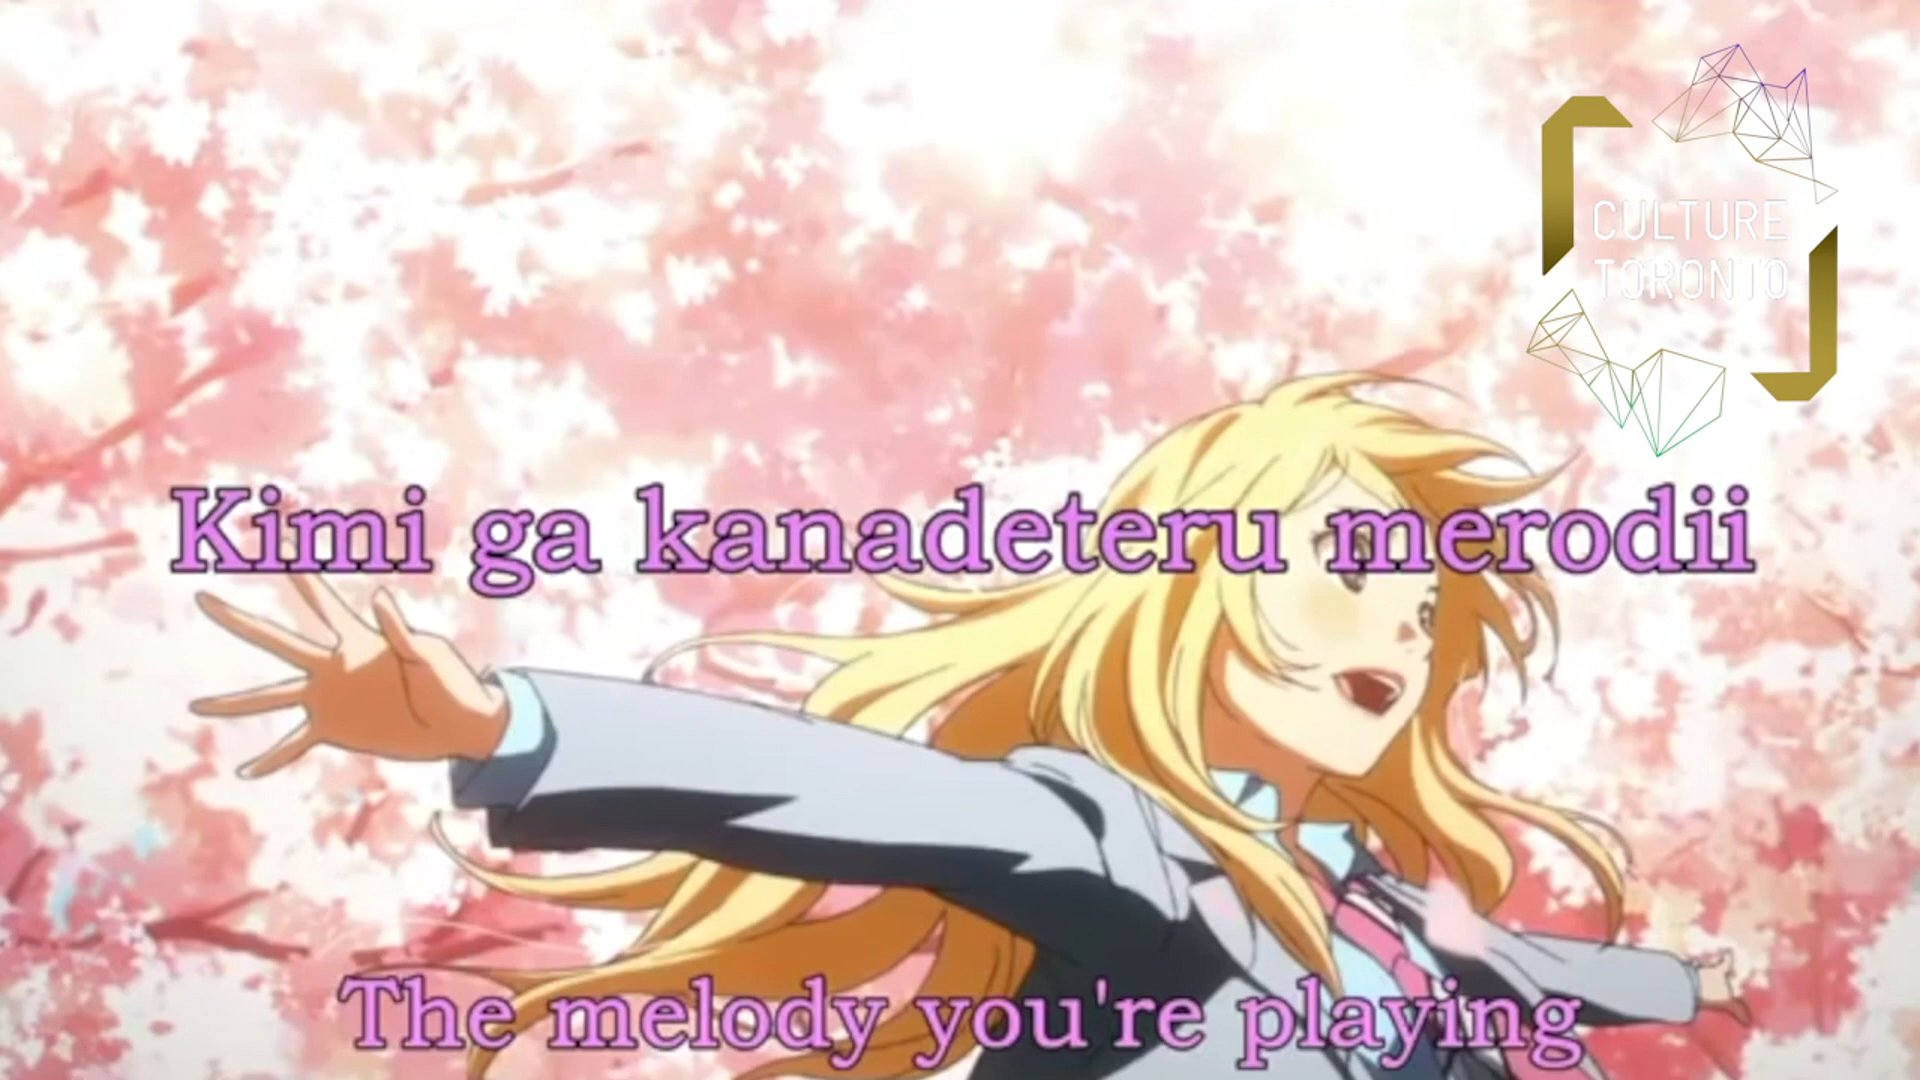 CULTURE
TORONTO
Kimi ga kanadeteru merodii
The melody you're playing